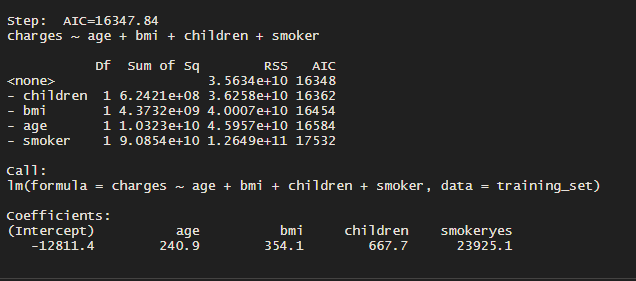 Step:  AIC=16347.84
charges ~ age + bmi + children + smoker
           Df  Sum of Sq        RSS   AIC
<none>                   3.5634e+10 16348
- children  1 6.2421e+08 3.6258e+10 16362
- bmi       1 4.3732e+09 4.0007e+10 16454
- age       1 1.0323e+10 4.5957e+10 16584
- smoker    1 9.0854e+10 1.2649e+11 17532
Call:
lm(formula = charges ~ age + bmi + children + smoker, data = training_set)
Coefficients:
(Intercept)          age          bmi     children    smokeryes
   -12811.4        240.9        354.1        667.7      23925.1